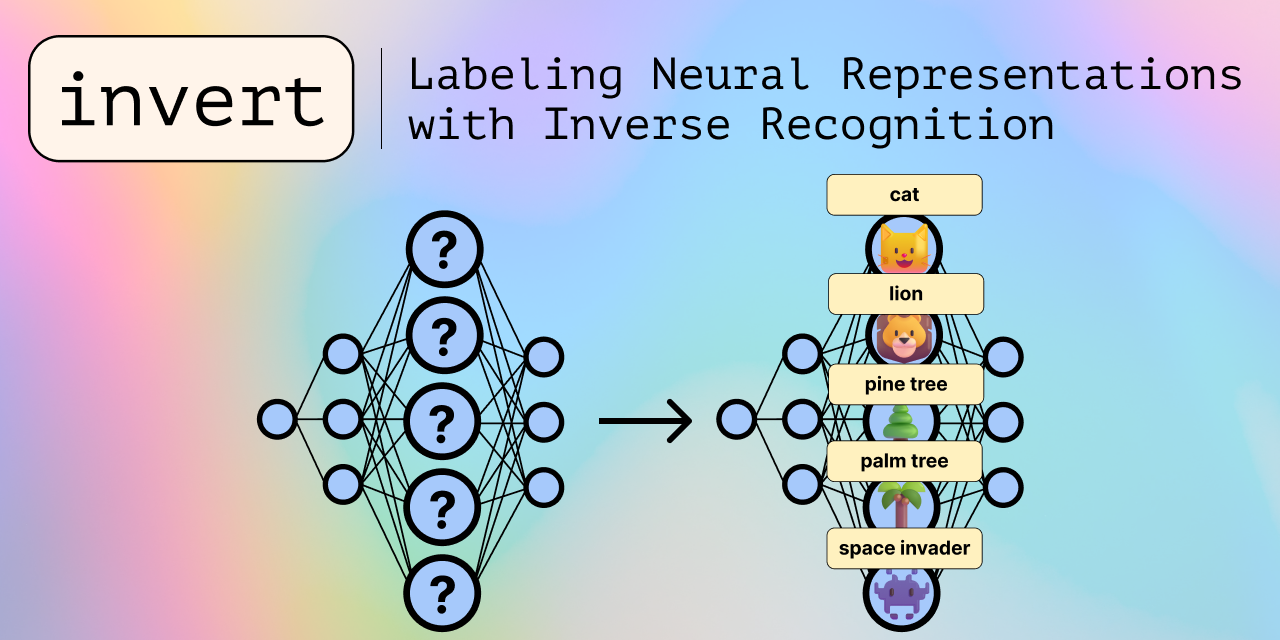 invert
Labeling Neural Representations
with Inverse Recognition
cat
?
lion
?
pine tree
?
palm tree
?
space invader
?